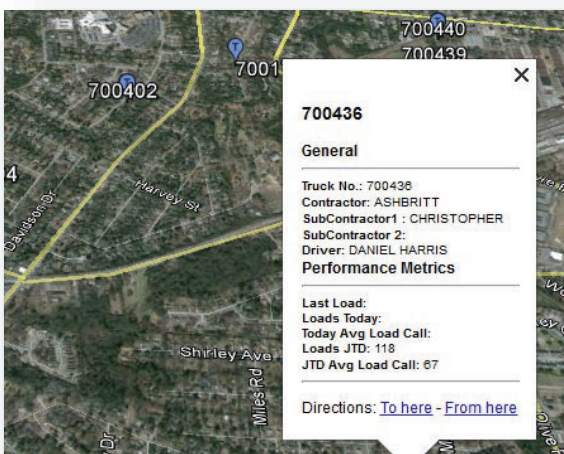 700440
700439
7001
700402
4
Harvey St
Davidson Dr
Shirley Ave
Miles Rd
Dr
700436
General
Truck No.: 700436
Contractor: ASHBRITT
SubContractor1 : CHRISTOPHER
SubContractor 2:
Driver: DANIEL HARRIS
Performance Metrics
Last Load:
Loads Today:
Today Avg Load Call:
Loads JTD: 118
JTD Avg Load Call: 67
Directions: To here - From here